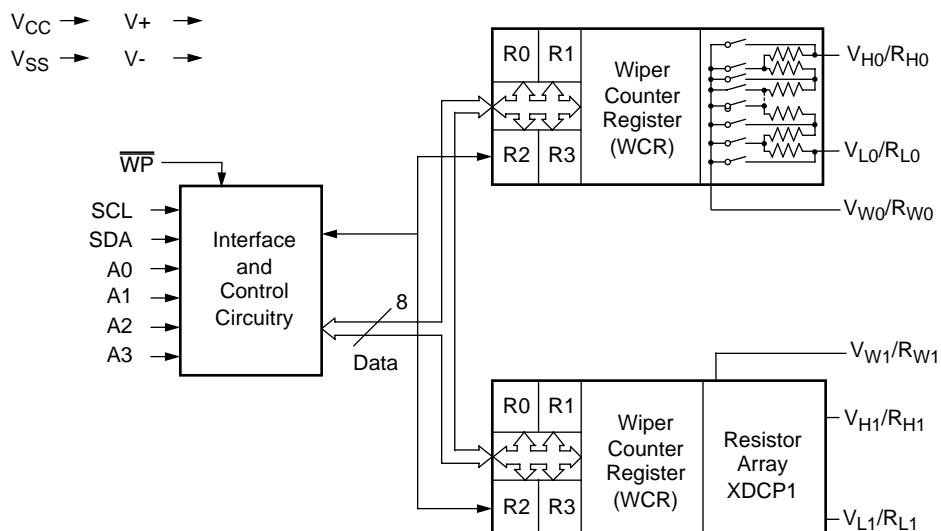 VCC V+
VSS V-
WP
SCL
SDA
A0
A1
A2
A3
Interface
and
Control
Circuitry
8
Data
R0 R1
R2 R3
Wiper
Counter
Register
(WCR)
VH0/RH0
VL0/RL0
VW0/RW0
VW1/RW1
R0 R1
R2 R3
Wiper
Counter
Register
(WCR)
Resistor
Array
XDCP1
VH1/RH1
VL1/RL1